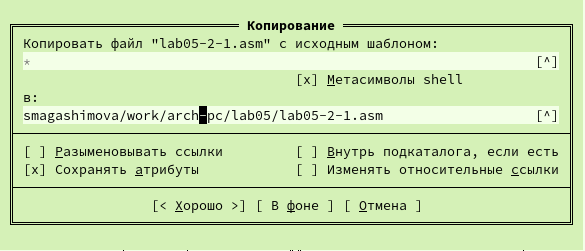 Копирование
Копировать файл "lab05-2-1.asm" с исходным шаблоном:
* [^]
[x] Метасимволы shell
в:
smagashimova/work/arch-pc/lab05/lab05-2-1.asm [^]
[ ] Разыменовывать ссылки [ ] Внутрь подкаталога, если есть
[x] Сохранять атрибуты [ ] Изменять относительные ссылки
[< Хорошо >] [ В фоне ] [ Отмена ]